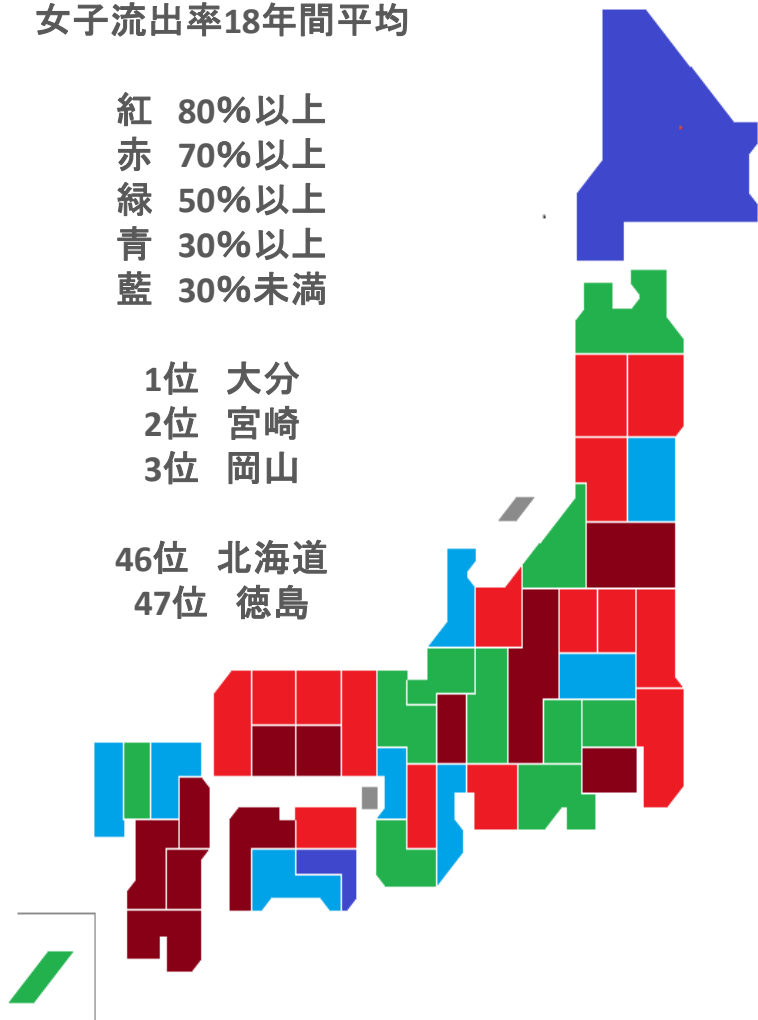 女子流出率18年間平均
紅 80%以上
赤 70%以上
緑 50%以上
青 30%以上
藍 30%未満
1位 大分
2位 宮崎
3位 岡山
46位 北海道
47位 徳島